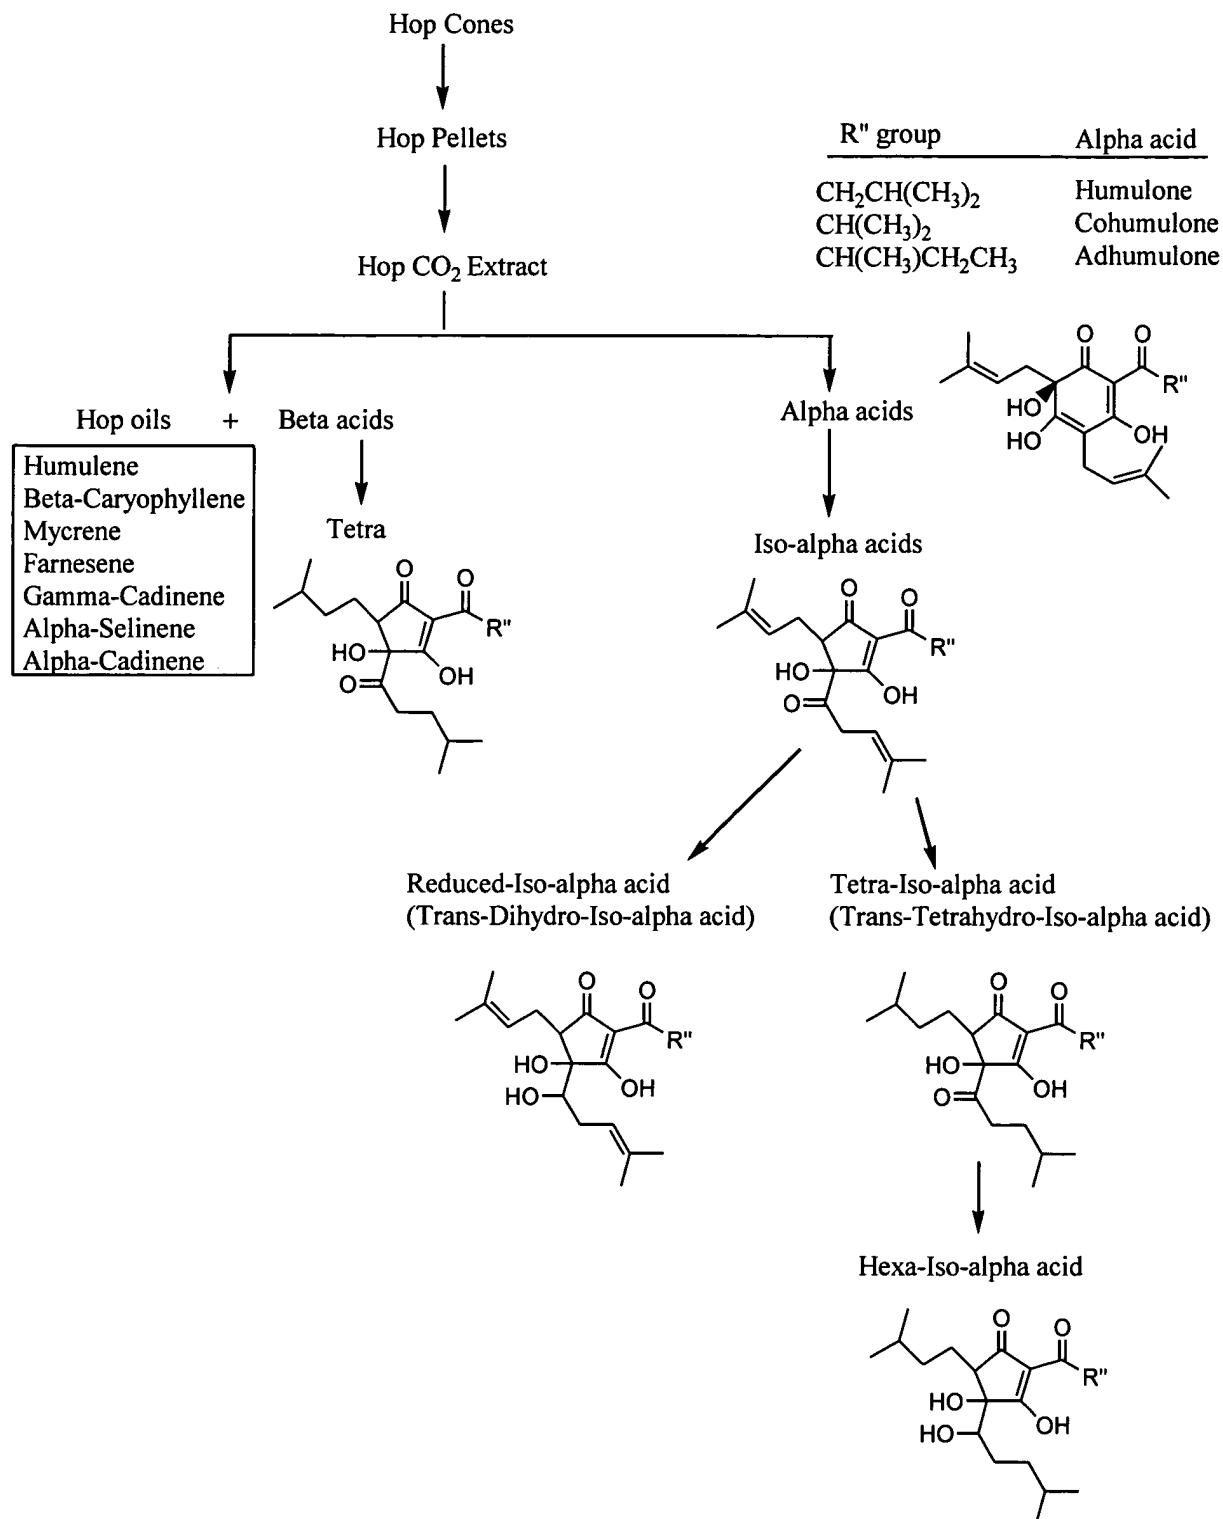 Hop Cones
Hop Pellets
Hop CO2 Extract
R" group Alpha acid
CH2CH(CH3)2 Humulone
CH(CH3)2 Cohumulone
CH(CH3)CH2CH3 Adhumulone
O O
R"
HO
HO
OH
Hop oils + Beta acids
Alpha acids
Humulene
Beta-Caryophyllene
Mycrene
Farnesene
Gamma-Cadinene
Alpha-Selinene
Alpha-Cadinene
Tetra
O O
R"
HO
OH
O
Iso-alpha acids
O O
R"
HO
OH
O
Reduced-Iso-alpha acid
(Trans-Dihydro-Iso-alpha acid)
O O
R"
HO
OH
HO
Tetra-Iso-alpha acid
(Trans-Tetrahydro-Iso-alpha acid)
O O
R"
HO
OH
O
Hexa-Iso-alpha acid
O O
R"
HO
OH
HO